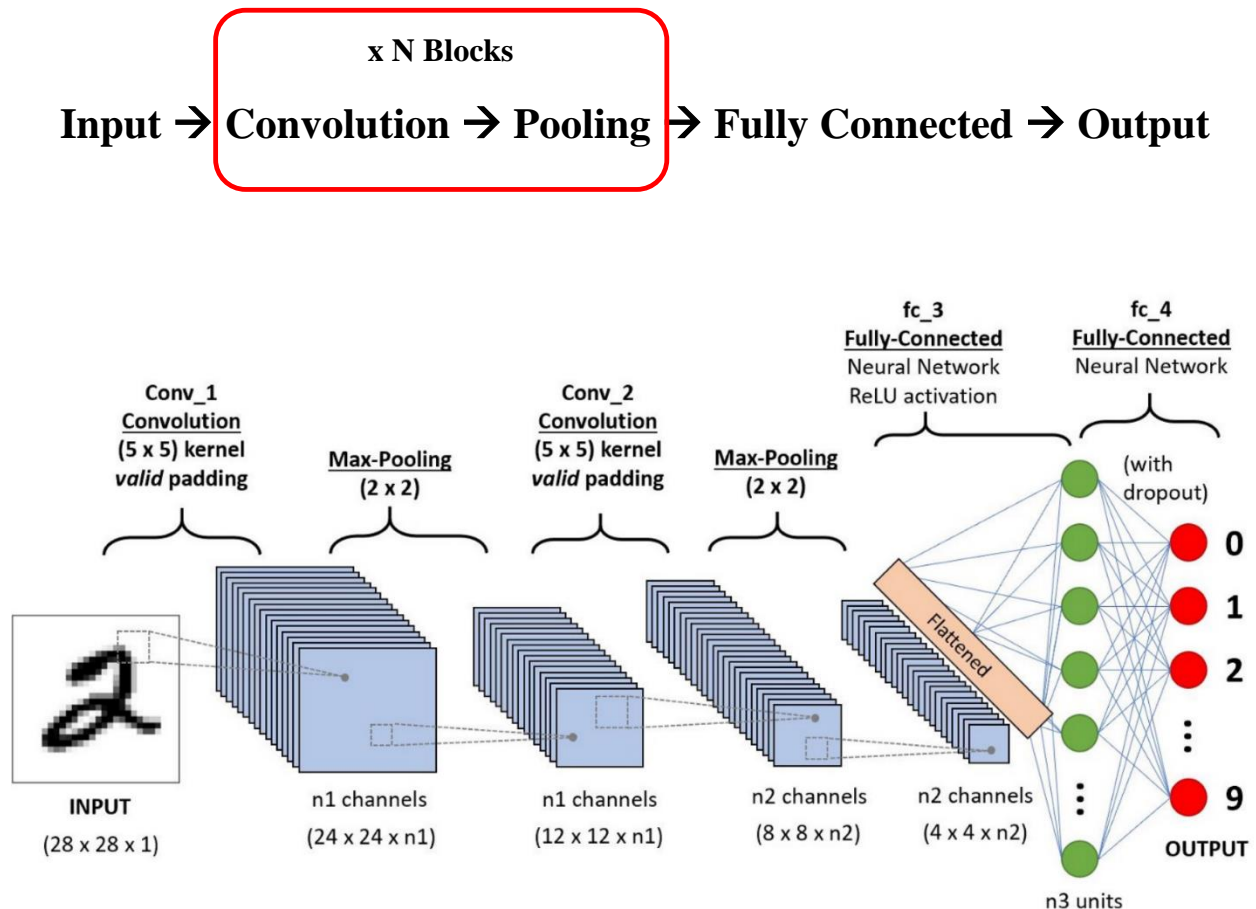 x N Blocks
Input → Convolution → Pooling → Fully Connected → Output
Conv_1
Convolution
(5 x 5) kernel
valid padding
Max-Pooling
(2 x 2)
Conv_2
Convolution
(5 x 5) kernel
valid padding
Max-Pooling
(2 x 2)
fc_3
Fully-Connected
Neural Network
ReLU activation
fc_4
Fully-Connected
Neural Network
(with
dropout)
2
Flattened
0
1
2
⋮
9
⋮
OUTPUT
INPUT
(28 x 28 x 1)
n1 channels
(24 x 24 x n1)
n1 channels
(12 x 12 x n1)
n2 channels
(8 x 8 x n2)
n2 channels
(4 x 4 x n2)
n3 units